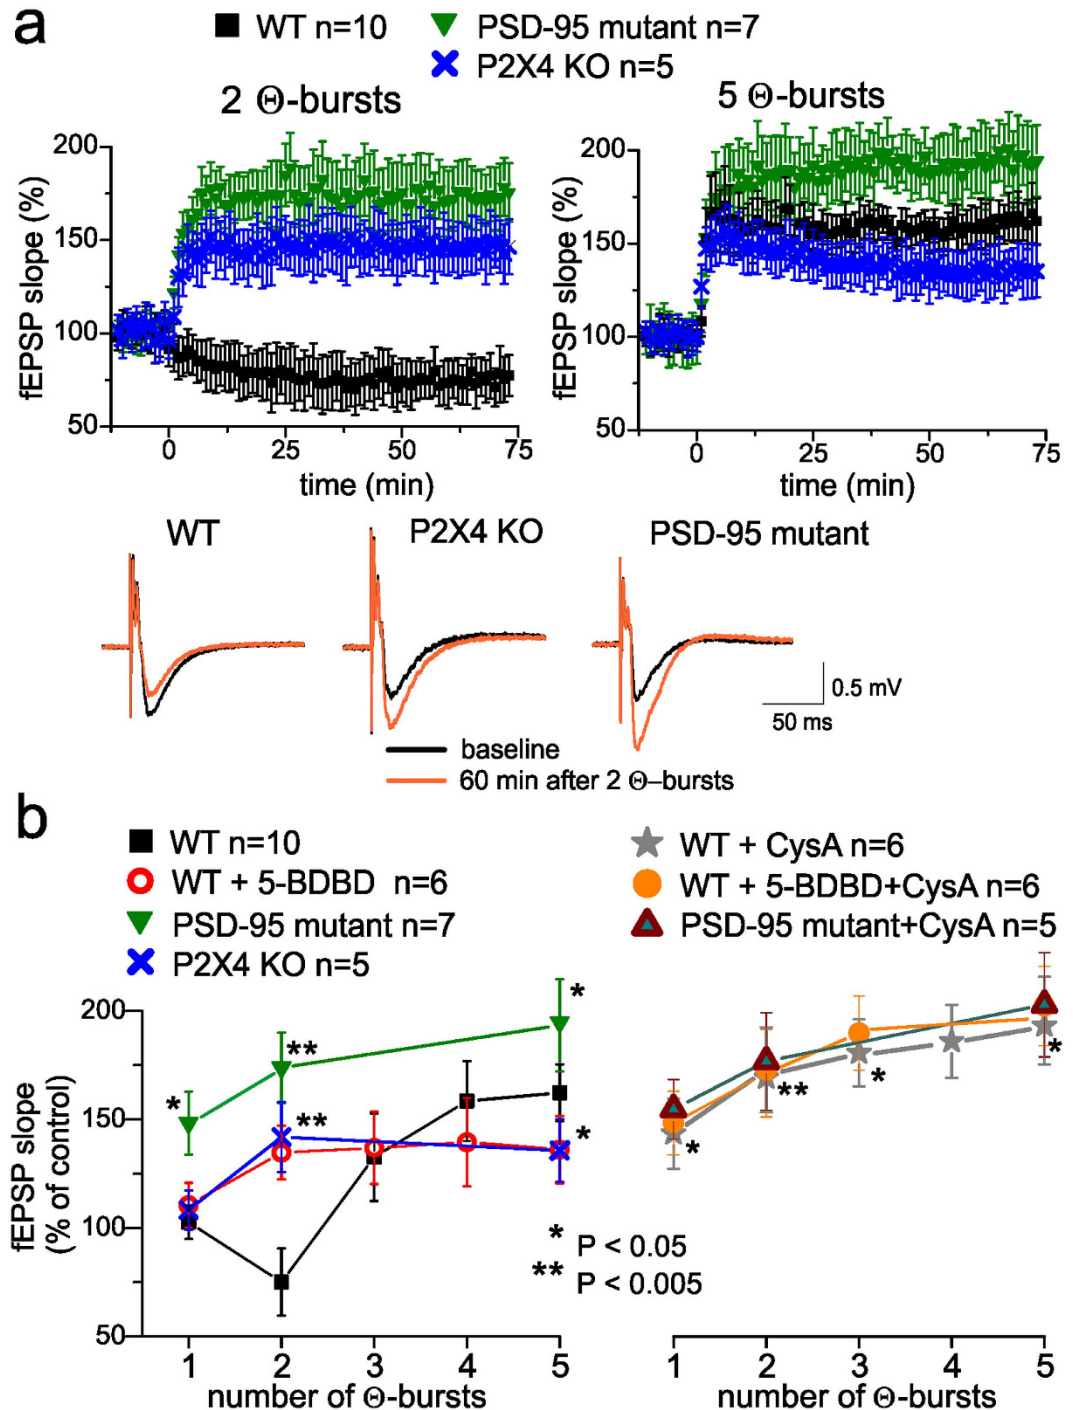 a
WT n=10
PSD-95 mutant n=7
P2X4 KO n=5
2 Θ-bursts
5 Θ-bursts
fEPSP slope (%)
200
150
100
50
0 25 50 75
time (min)
fEPSP slope (%)
200
150
100
50
0 25 50 75
time (min)
WT
P2X4 KO
PSD-95 mutant
0.5 mV
50 ms
baseline
60 min after 2 Θ–bursts
b
WT n=10
WT + 5-BDBD n=6
PSD-95 mutant n=7
P2X4 KO n=5
WT + CysA n=6
WT + 5-BDBD+CysA n=6
PSD-95 mutant+CysA n=5
fEPSP slope
(% of control)
200
150
100
50
*
**
*
**
*
* P < 0.05
** P < 0.005
1 2 3 4 5
number of Θ-bursts
*
**
*
*
1 2 3 4 5
number of Θ-bursts